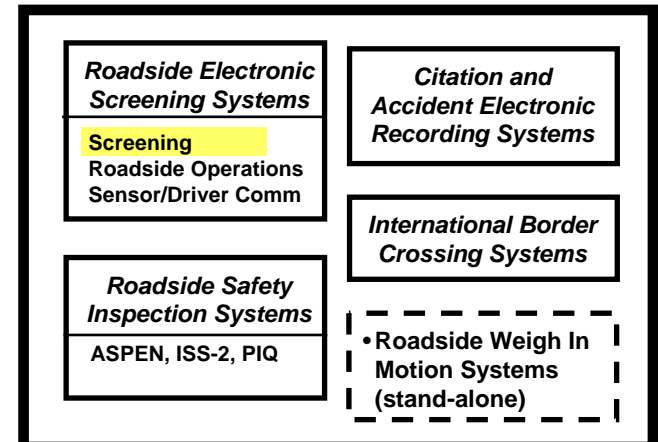 Roadside Electronic
Screening Systems
Screening
Roadside Operations
Sensor/Driver Comm
Roadside Safety
Inspection Systems
ASPEN, ISS-2, PIQ
Citation and
Accident Electronic
Recording Systems
International Border
Crossing Systems
•Roadside Weigh In
Motion Systems
(stand-alone)